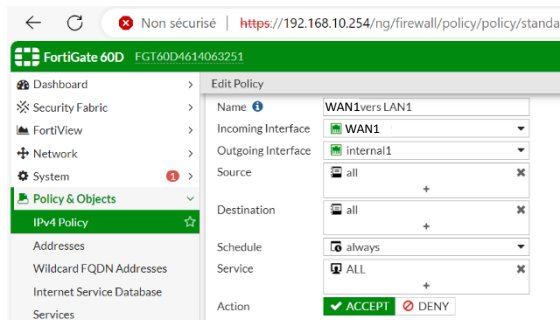 Non sécurisé | https://192.168.10.254/ng/firewall/policy/policy/standa
FortiGate 60D FGT60D4614063251
Dashboard
Edit Policy
Security Fabric
Name WAN1vers LAN1
FortiView
Incoming Interface WAN1
Network
Outgoing Interface internal1
System 1
Source all
+
Policy & Objects
IPv4 Policy
Destination all
+
Addresses
Schedule always
Wildcard FQDN Addresses
Service ALL
+
Internet Service Database
Services
Action ACCEPT DENY